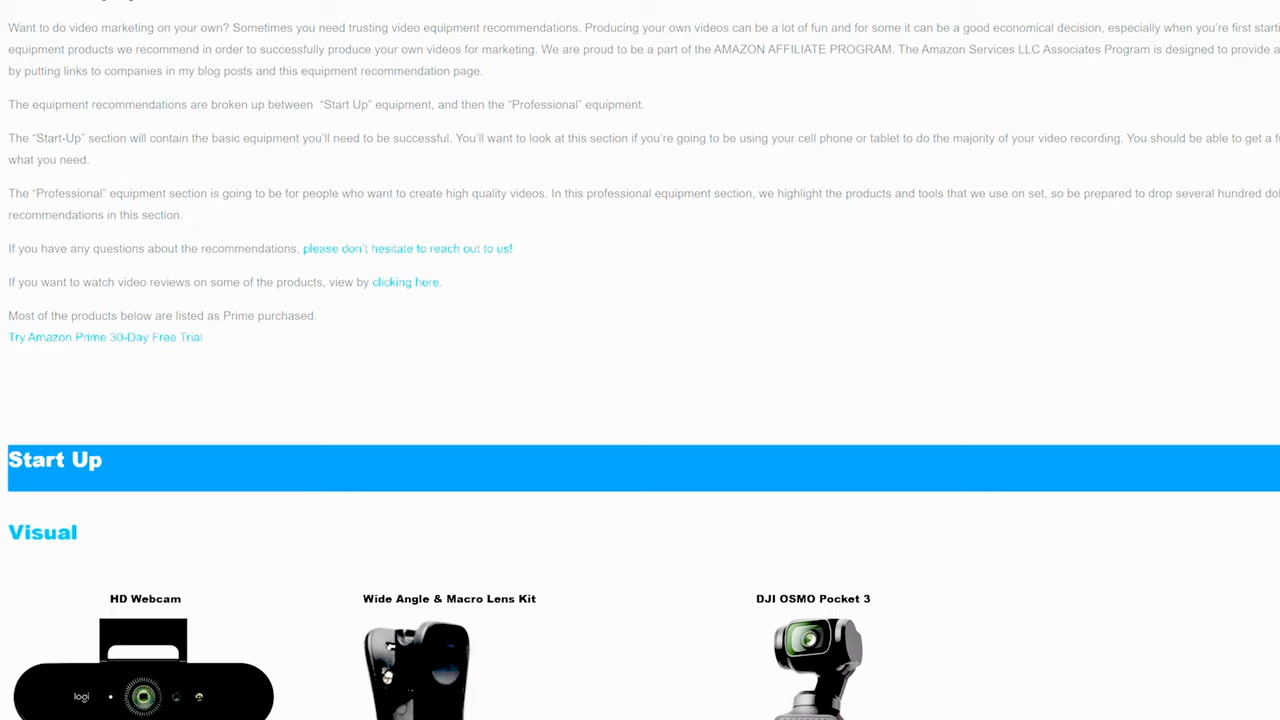 Want to do video marketing on your own? Sometimes you need trusting video equipment recommendations. Producing your own videos can be a lot of fun and for some it can be a good economical decision, especially when you're first
equipment products we recommend in order to successfully produce your own videos for marketing. We are proud to be a part of the AMAZON AFFILIATE PROGRAM. The Amazon Services LLC Associates Program is designed to provide a
by putting links to companies in my blog posts and this equipment recommendation page.
The equipment recommendations are broken up between “Start Up” equipment, and then the “Professional” equipment.
The “Start-Up” section will contain the basic equipment you'll need to be successful. You'll want to look at this section if you're going to be using your cell phone or tablet to do the majority of your video recording. You should be able to get a
what you need.
The “Professional” equipment section is going to be for people who want to create high quality videos. In this professional equipment section, we highlight the products and tools that we use on set, so be prepared to drop several hundred
recommendations in this section.
If you have any questions about the recommendations, please don't hesitate to reach out to us!
If you want to watch video reviews on some of the products, view by clicking here.
Most of the products below are listed as Prime purchased.
Try Amazon Prime 30-Day Free Trial
Start Up
Visual
HD Webcam
Wide Angle & Macro Lens Kit
DJI OSMO Pocket 3
logi